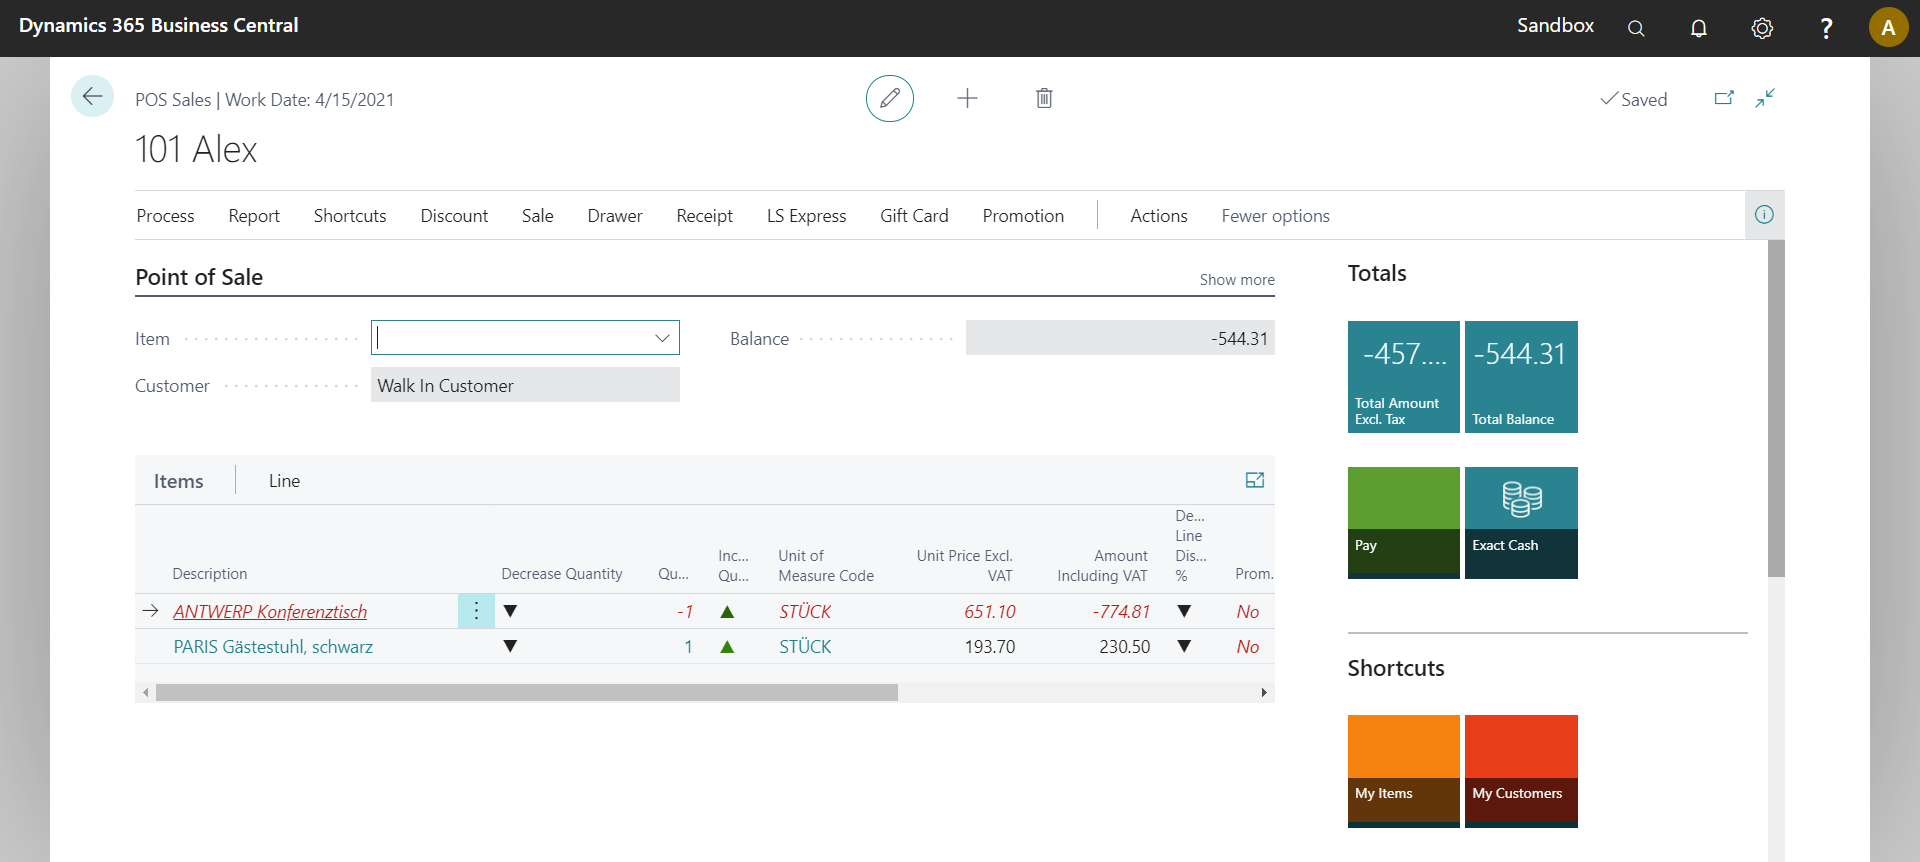 Dynamics 365 Business Central
Sandbox
?
A
POS Sales | Work Date: 4/15/2021
Saved
101 Alex
Process Report Shortcuts Discount Sale Drawer Receipt LS Express Gift Card Promotion Actions Fewer options
Point of Sale
Show more
Item
Balance
-544.31
Customer
Walk In Customer
Items
Line
Description
Decrease Quantity
Qu...
Inc...
Qu...
Unit of
Measure Code
Unit Price Excl.
VAT
Amount
Including VAT
De...
Line
Dis...
%
Prom.
ANTWERP Konferenztisch -1 STÜCK 651.10 -774.81 No
PARIS Gästestuhl, schwarz 1 STÜCK 193.70 230.50 No
Totals
-457....
Total Amount
Excl. Tax
-544.31
Total Balance
Pay
Exact Cash
Shortcuts
My Items
My Customers